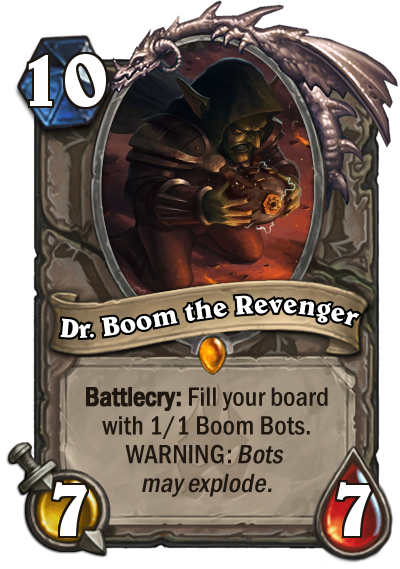 10
Dr. Boom the Revenger
Battlecry: Fill your board
with 1/1 Boom Bots.
WARNING: Bots
may explode.
7
7